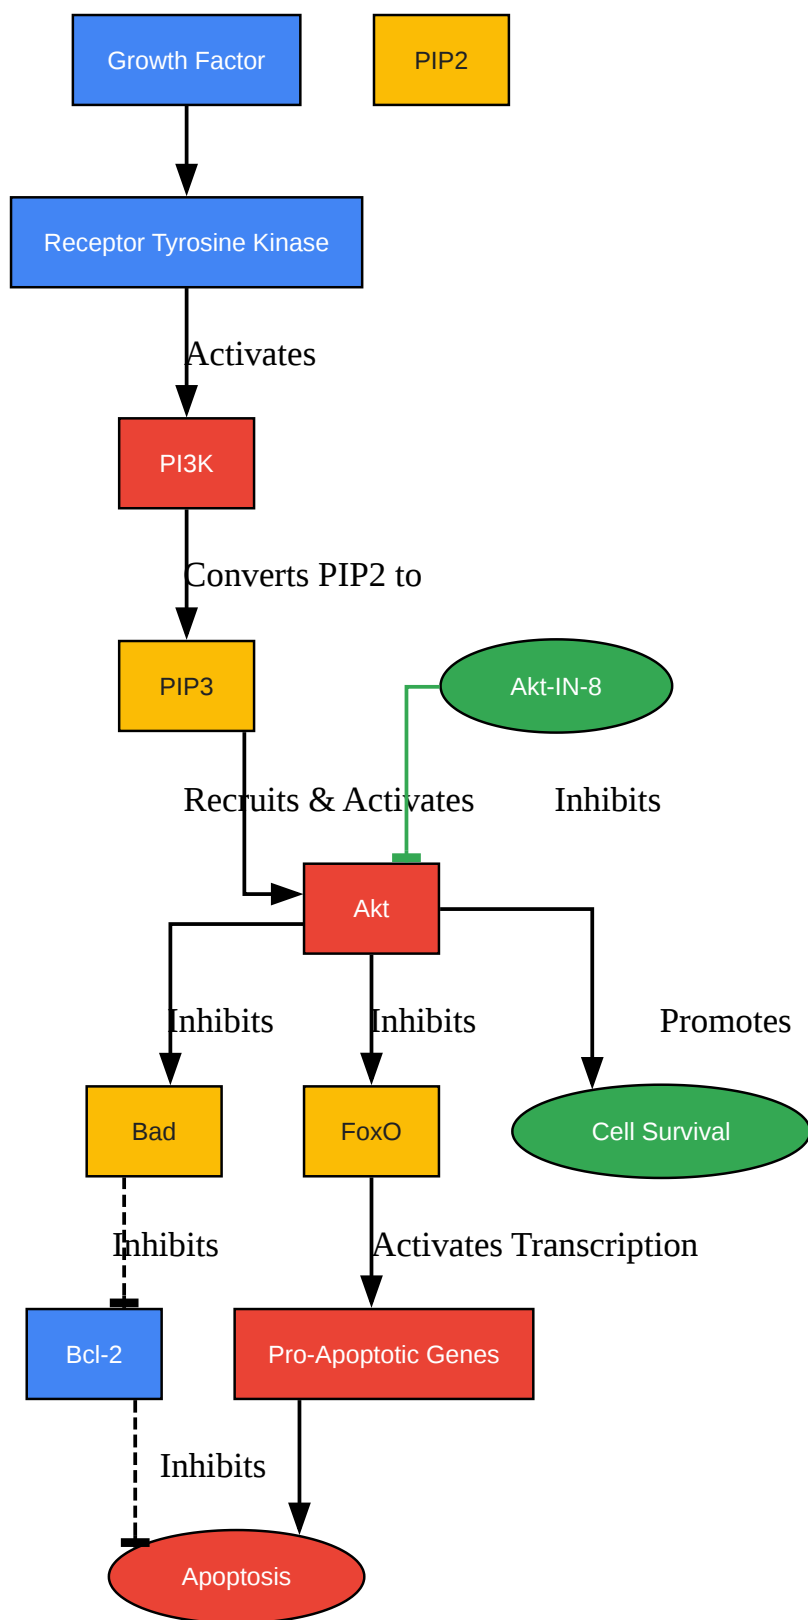 Growth Factor
PIP2
Receptor Tyrosine Kinase
Activates
PI3K
Converts PIP2 to
PIP3
Akt-IN-8
Recruits & Activates
Inhibits
Akt
Inhibits
Inhibits
Promotes
Bad
FoxO
Cell Survival
Inhibits
Activates Transcription
Bcl-2
Pro-Apoptotic Genes
Inhibits
Apoptosis